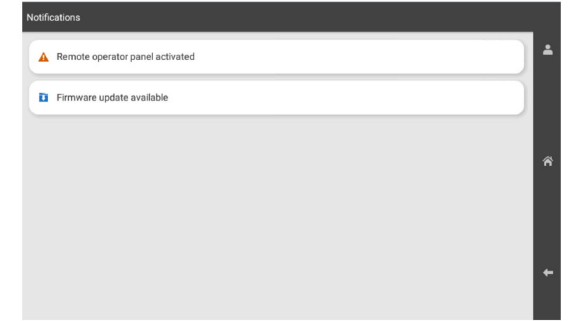 Notifications
Remote operator panel activated
Firmware update available